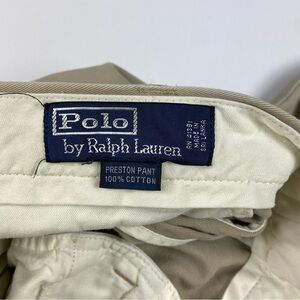 Polo
by Ralph Lauren
RN 41381
MADE IN
SRI LANKA
PRESTON PANT
100% COTTON